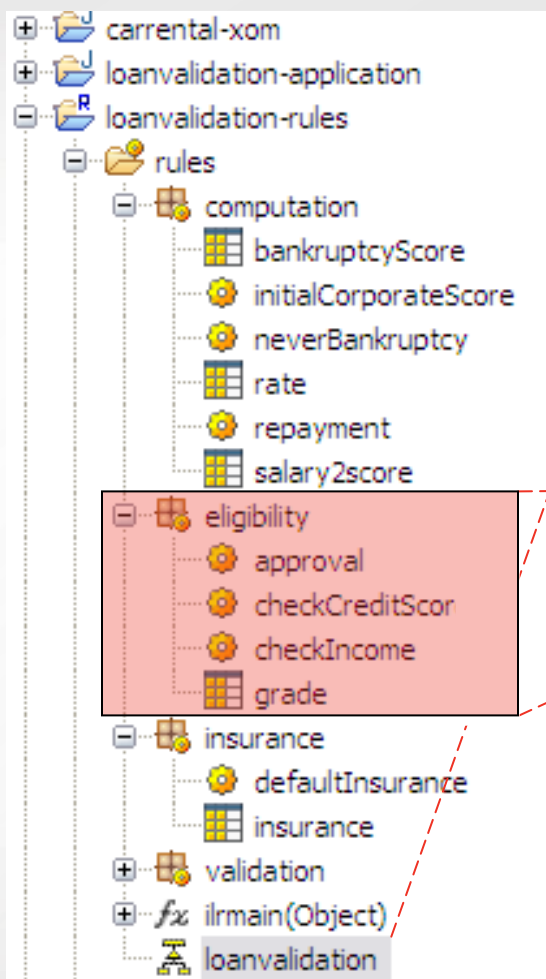 carrental-xom
loanvalidation-application
loanvalidation-rules
rules
computation
bankruptcyScore
initialCorporateScore
neverBankruptcy
rate
repayment
salary2score
eligibility
approval
checkCreditScor
checkIncome
grade
insurance
defaultInsurance
insurance
validation
fx ilrmain(Object)
loanvalidation